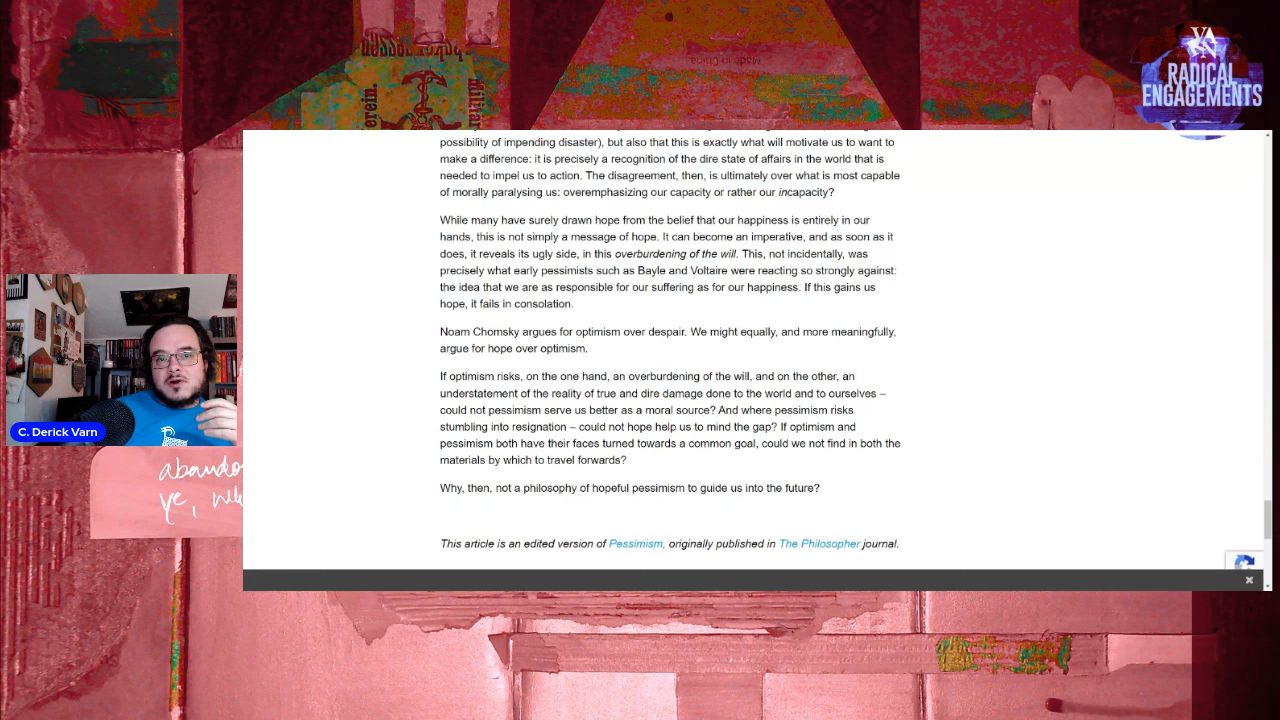 Made in China
erein.
VARN
RADICAL
ENGAGEMENTS
possibility of impending disaster), but also that this is exactly what will motivate us to want to
make a difference: it is precisely a recognition of the dire state of affairs in the world that is
needed to impel us to action. The disagreement, then, is ultimately over what is most capable
of morally paralysing us: overemphasizing our capacity or rather our incapacity?
While many have surely drawn hope from the belief that our happiness is entirely in our
hands, this is not simply a message of hope. It can become an imperative, and as soon as it
does, it reveals its ugly side, in this overburdening of the will. This, not incidentally, was
precisely what early pessimists such as Bayle and Voltaire were reacting so strongly against:
the idea that we are as responsible for our suffering as for our happiness. If this gains us
hope, it fails in consolation.
Noam Chomsky argues for optimism over despair. We might equally, and more meaningfully,
argue for hope over optimism.
If optimism risks, on the one hand, an overburdening of the will, and on the other, an
understatement of the reality of true and dire damage done to the world and to ourselves –
could not pessimism serve us better as a moral source? And where pessimism risks
stumbling into resignation – could not hope help us to mind the gap? If optimism and
pessimism both have their faces turned towards a common goal, could we not find in both the
materials by which to travel forwards?
Why, then, not a philosophy of hopeful pessimism to guide us into the future?
This article is an edited version of Pessimism, originally published in The Philosopher journal.
C. Derick Varn
abando
ye,